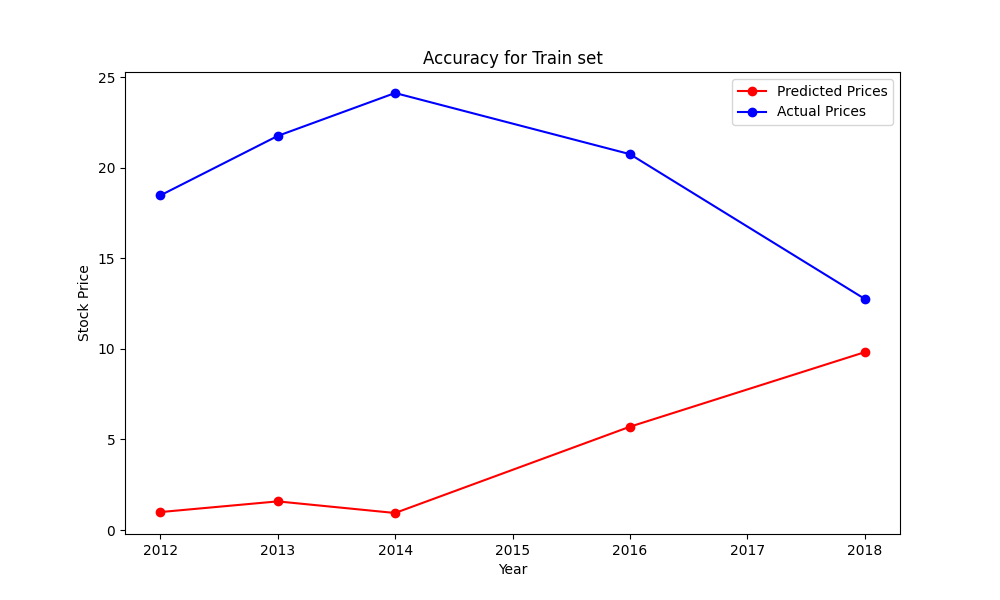 Accuracy for Train set
Predicted Prices
Actual Prices
25
20
15
10
5
0
Stock Price
2012
2013
2014
2015
2016
2017
2018
Year